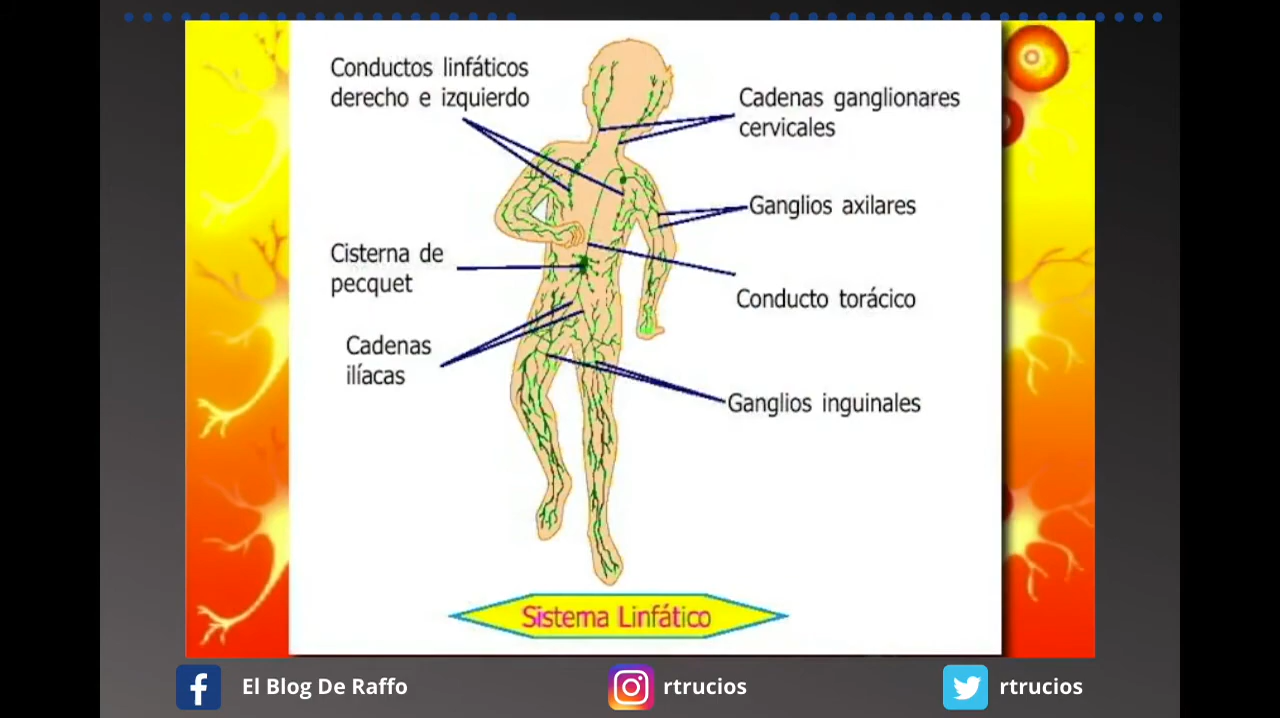 Conductos linfáticos
derecho e izquierdo
Cadenas ganglionares
cervicales
Ganglios axilares
Cisterna de
pecquet
Conducto torácico
Cadenas
ilíacas
Ganglios inguinales
Sistema Linfático
El Blog De Raffo
rtrucios
rtrucios